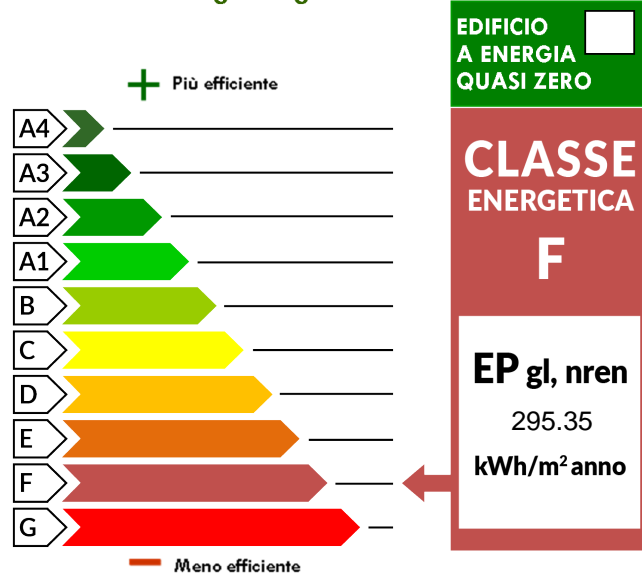 EDIFICIO
A ENERGIA
QUASI ZERO
Più efficiente
A4
A3
A2
A1
B
C
D
E
F
G
Meno efficiente
CLASSE
ENERGETICA
F
EP gl, nren
295.35
kWh/m² anno